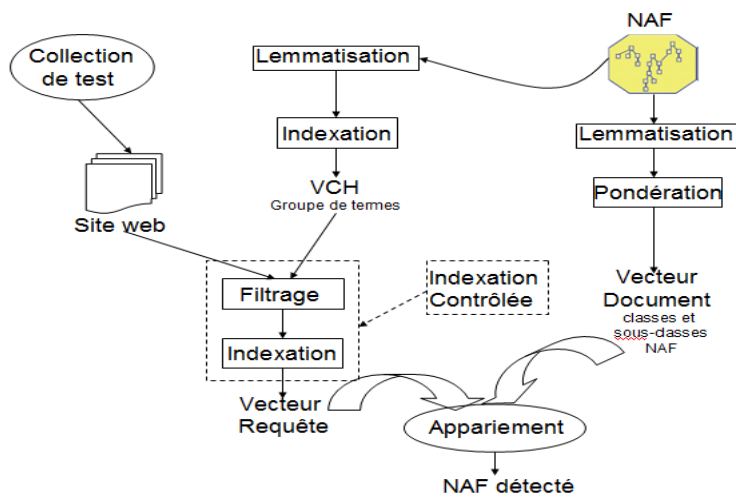 NAF
Collection
de test
Lemmatisation
Indexation
Lemmatisation
VCH
Groupe de termes
Pondération
Site web
Filtrage
Indexation
Contrôlée
Vecteur
Document
classes et
sous-dasses
NAF
Indexation
Vecteur
Requête
Appariement
NAF détecté